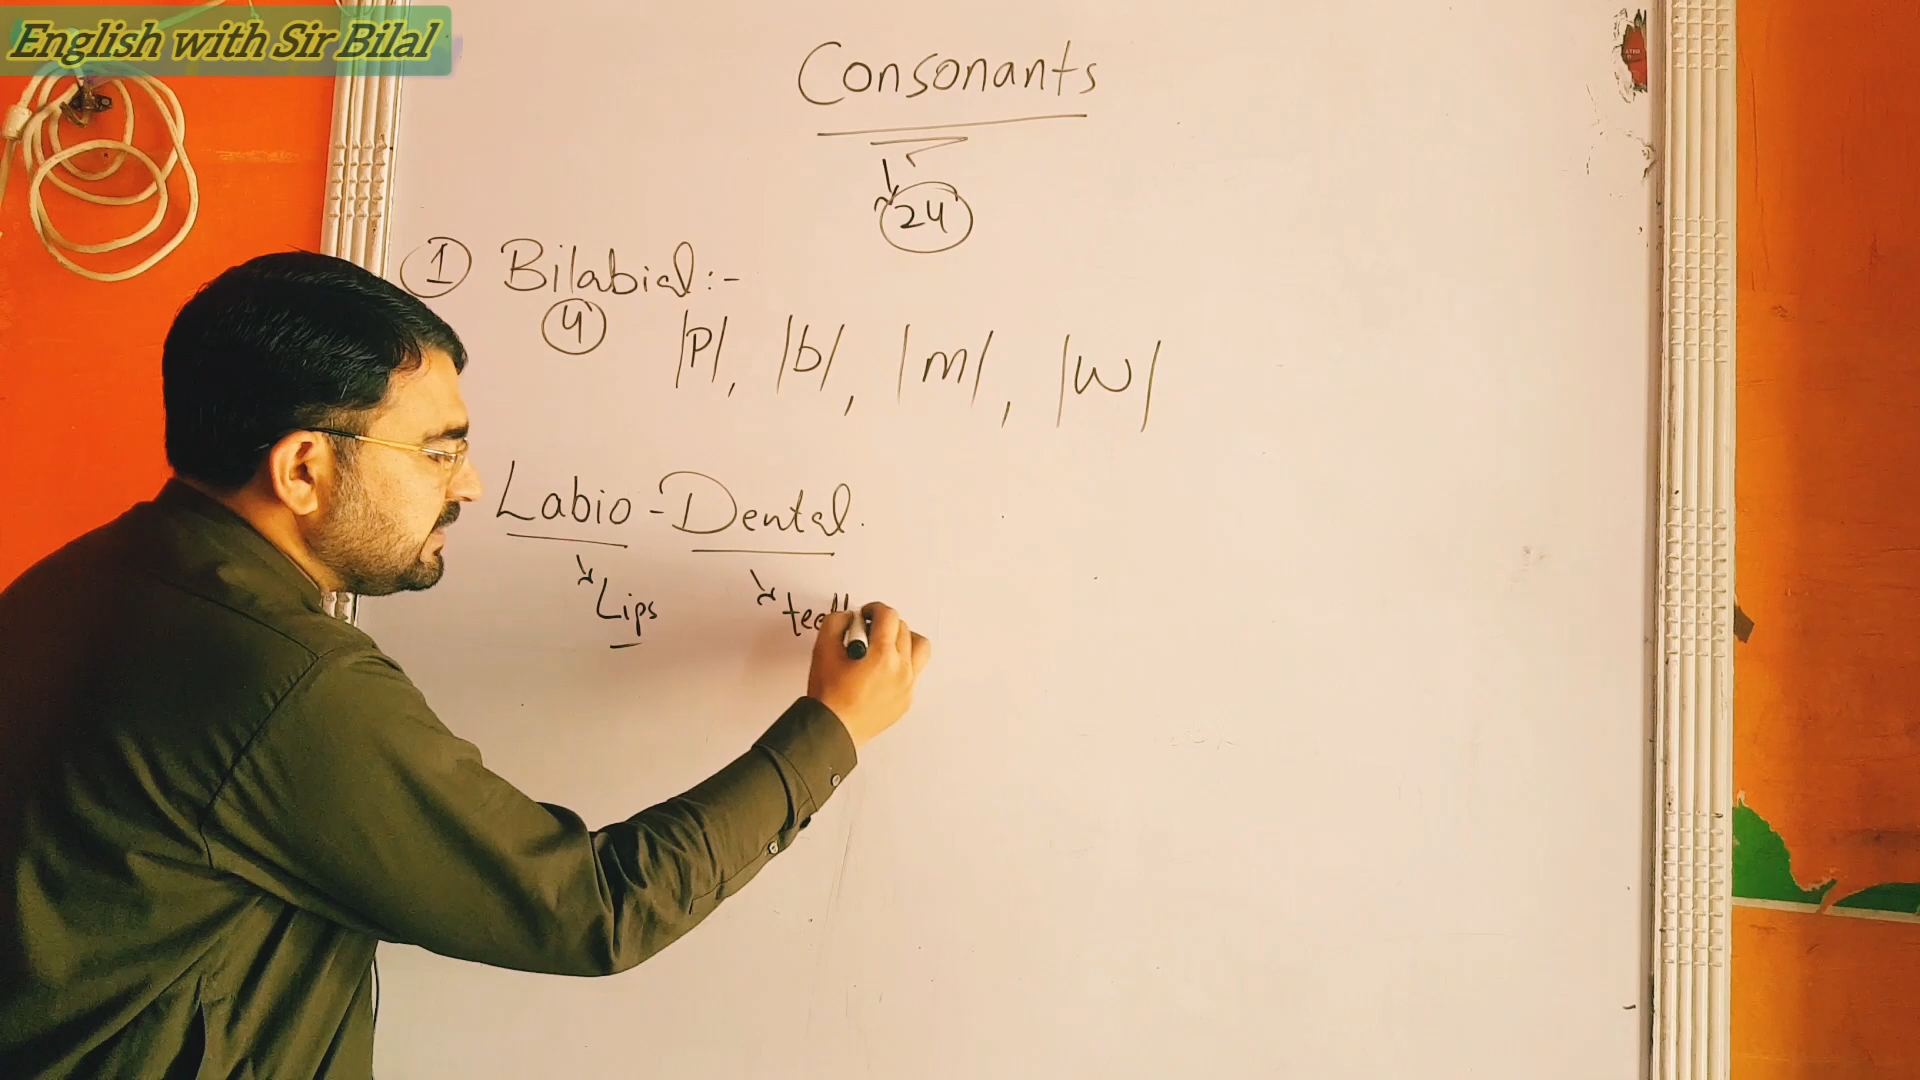 English with Sir Bilal
Consonants
24
1 Bilabial:-
4 /p/, /b/, /m/, /w/
Labio-Dental.
Lips teeth